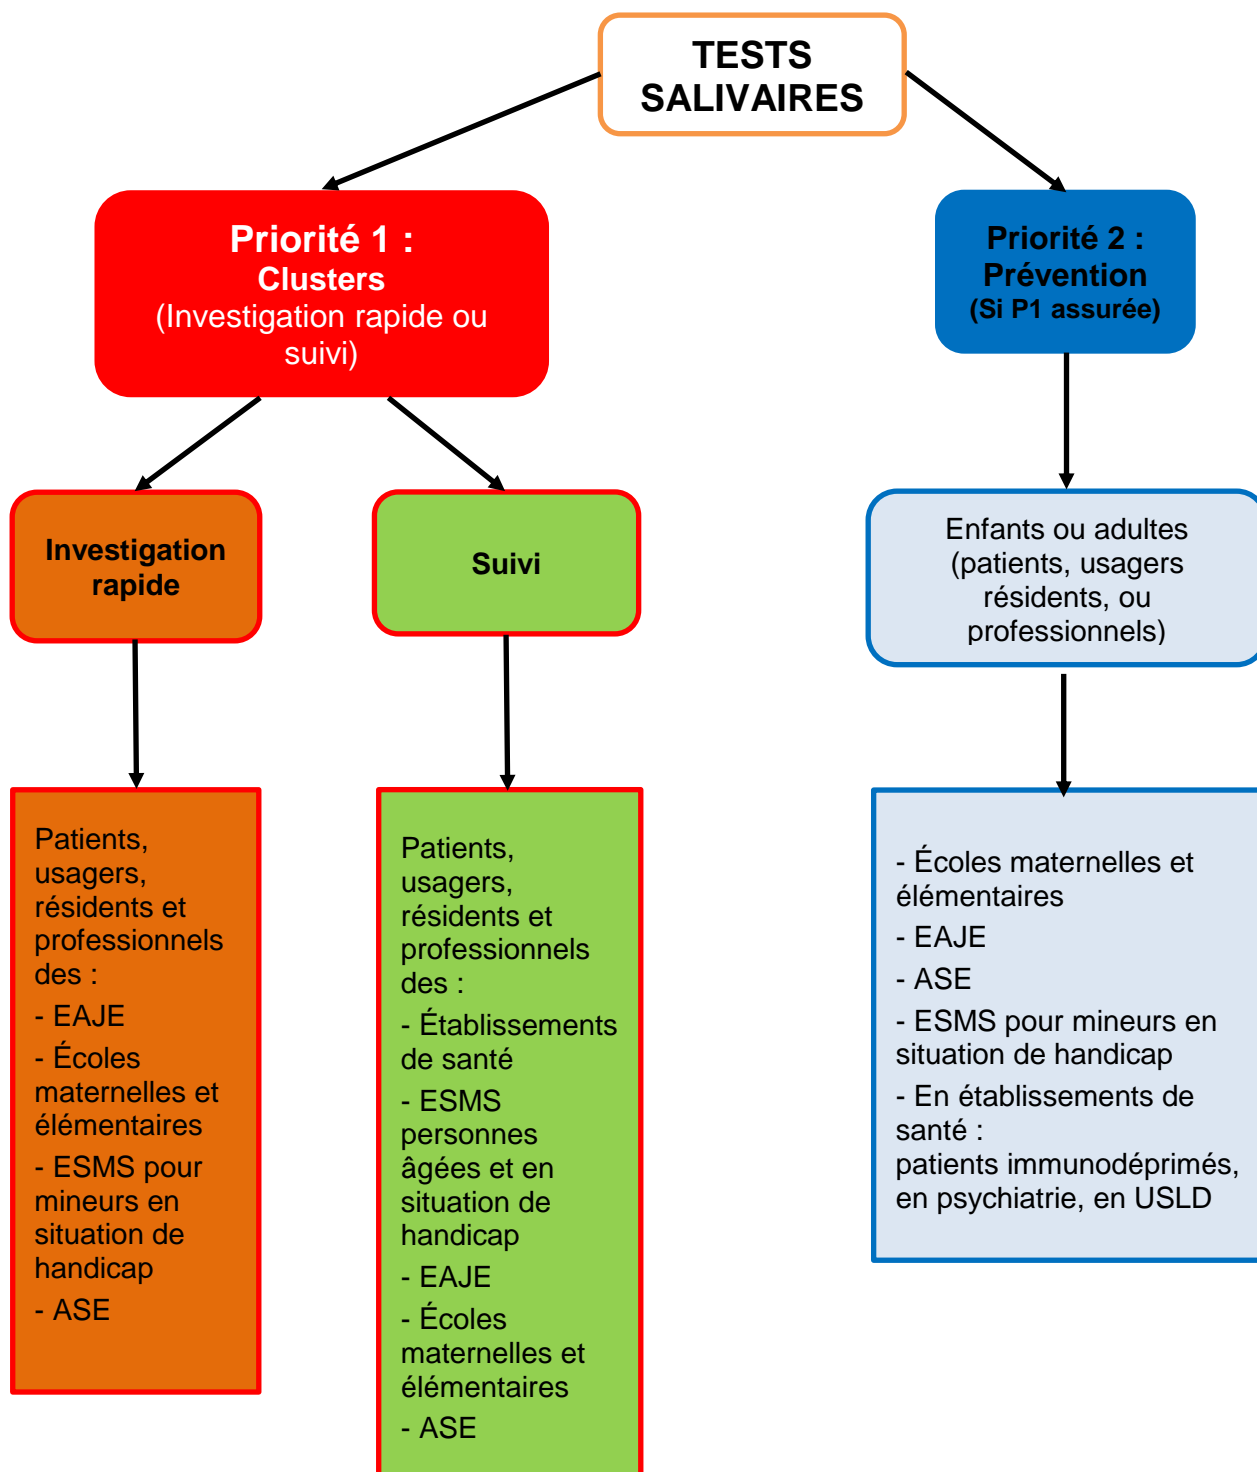 TESTS
SALIVAIRES
Priorité 1 :
Clusters
(Investigation rapide ou
suivi)
Priorité 2 :
Prévention
(Si P1 assurée)
Investigation
rapide
Suivi
Enfants ou adultes
(patients, usagers
résidents, ou
professionnels)
Patients,
usagers,
résidents et
professionnels
des :
- EAJE
- Écoles
maternelles et
élémentaires
- ESMS pour
mineurs en
situation de
handicap
- ASE
Patients,
usagers,
résidents et
professionnels
des :
- Établissements
de santé
- ESMS
personnes
âgées et en
situation de
handicap
- EAJE
- Écoles
maternelles et
élémentaires
- ASE
- Écoles maternelles et
élémentaires
- EAJE
- ASE
- ESMS pour mineurs en
situation de handicap
- En établissements de
santé :
patients immunodéprimés,
en psychiatrie, en USLD